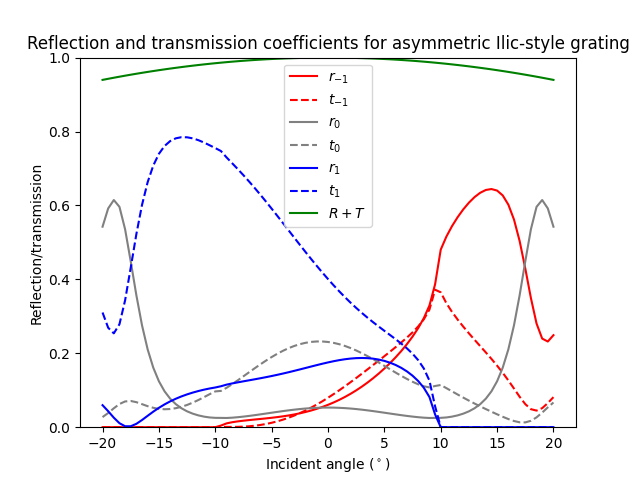 Reflection and transmission coefficients for asymmetric Ilic-style grating
Reflection/transmission
1.0
0.8
0.6
0.4
0.2
0.0
r₋₁
t₋₁
r₀
t₀
r₁
t₁
R + T
−20 −15 −10 −5 0 5 10 15 20
Incident angle (°)